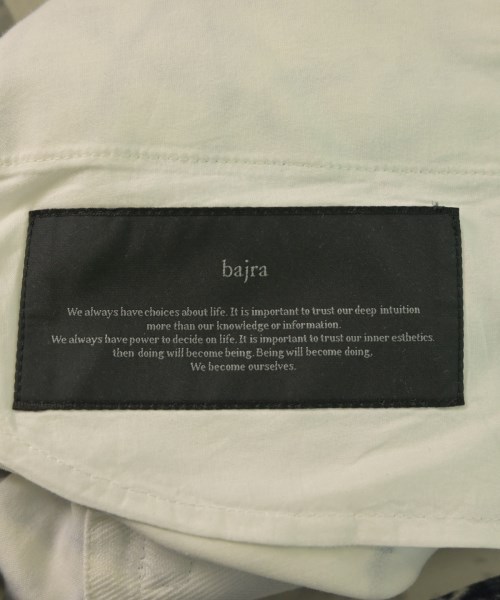 bajra
We always have choices about life. It is important to trust our deep intuition
more than our knowledge or information.
We always have power to decide on life. It is important to trust our inner esthetics
then doing will become being. Being will become doing.
We become ourselves.